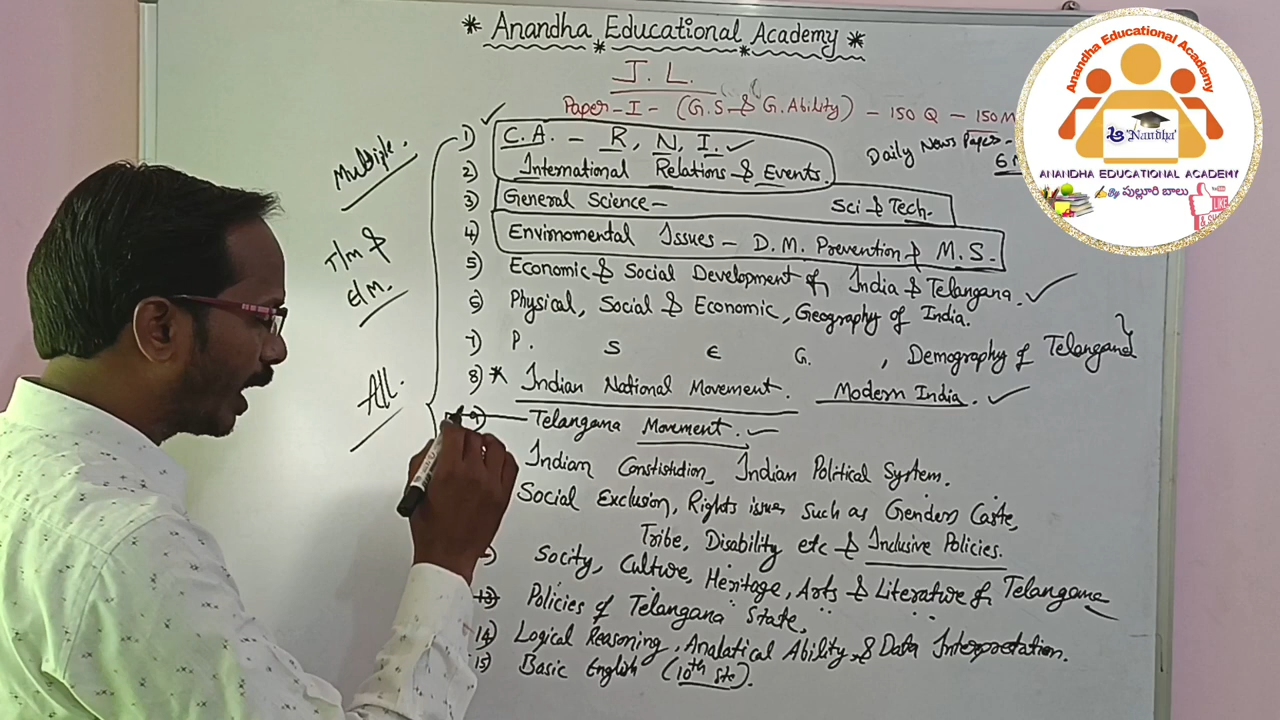 * Anandha Educational Academy *
J. L.
Paper-I - (G.S & G.Ability) - 150 Q - 150 M
Daily News Paper -
6
Multiple.
T/M &
E/M.
All.
1) C.A. - R, N, I. ✓
2) International Relations & Events.
3) General Science - Sci & Tech.
4) Envirnomental Issues - D.M. Prevention & M.S.
5) Economic & Social Development of India & Telangana. ✓
6) Physical, Social & Economic, Geography of India.
7) P. S E G. , Demography of Telangana
8) * Indian National Movement. Modern India. ✓
9) Telangana Movement. ✓
Indian Constistution, Indian Political System.
Social Exclusion, Rights issues such as Gender, Caste,
Tribe, Disability etc & Inclusive Policies.
Socity, Culture, Heritage, Arts & Literature of Telangana
13) Policies of Telangana State,
14) Logical Reasoning, Analatical Ability, & Data Interpretation.
15) Basic English (10th std).
Anandha Educational Academy
'Nandha'
ANANDHA EDUCATIONAL ACADEMY
By పుల్లూరి బాలు
LIKE
&